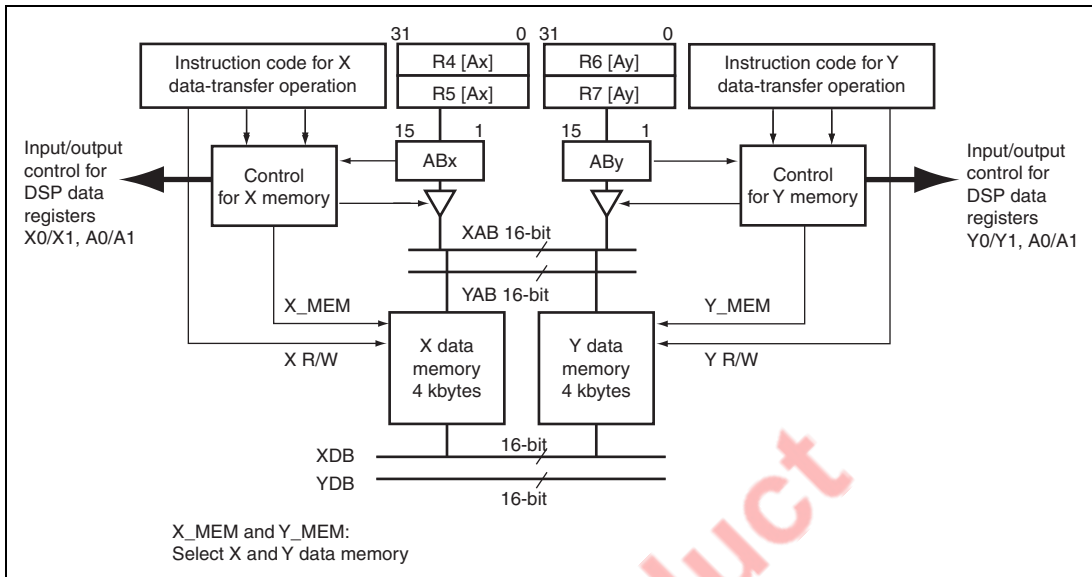 31 0 31 0
Instruction code for X
data-transfer operation
R4 [Ax]
R5 [Ax]
R6 [Ay]
R7 [Ay]
Instruction code for Y
data-transfer operation
15 1 15 1
Input/output
control for
DSP data
registers
X0/X1, A0/A1
Control
for X memory
ABx
ABy
Control
for Y memory
Input/output
control for
DSP data
registers
Y0/Y1, A0/A1
XAB 16-bit
YAB 16-bit
X_MEM
Y_MEM
X R/W
Y R/W
X data
memory
4 kbytes
Y data
memory
4 kbytes
XDB
16-bit
YDB
16-bit
X_MEM and Y_MEM:
Select X and Y data memory